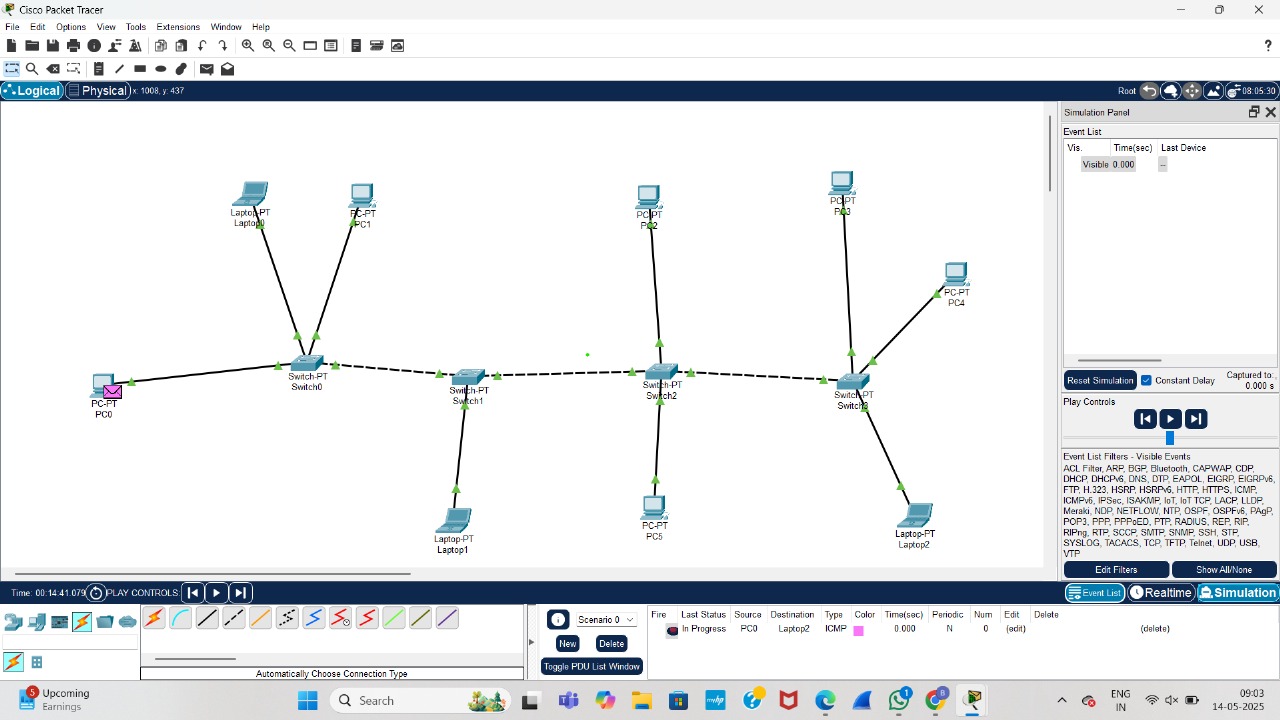 Cisco Packet Tracer
File Edit Options View Tools Extensions Window Help
?
Logical Physical x: 1008, y: 437 Root 08:05:30
Simulation Panel
Event List
Vis. Time(sec) Last Device
Visible 0.000 --
Laptop-PT
Laptop0
PC-PT
PC1
PC-PT
PC2
PC-PT
PC3
PC-PT
PC4
PC-PT
PC0
Switch-PT
Switch0
Switch-PT
Switch1
Switch-PT
Switch2
Switch-PT
Switch3
Laptop-PT
Laptop1
PC-PT
PC5
Laptop-PT
Laptop2
Reset Simulation Constant Delay Captured to:
0.000 s
Play Controls
Event List Filters - Visible Events
ACL Filter, ARP, BGP, Bluetooth, CAPWAP, CDP,
DHCP, DHCPv6, DNS, DTP, EAPOL, EIGRP, EIGRPv6,
FTP, H.323, HSRP, HSRPv6, HTTP, HTTPS, ICMP,
ICMPv6, IPSec, ISAKMP, IoT, IoT TCP, LACP, LLDP,
Meraki, NDP, NETFLOW, NTP, OSPF, OSPFv6, PAgP,
POP3, PPP, PPPoED, PTP, RADIUS, REP, RIP,
RIPng, RTP, SCCP, SMTP, SNMP, SSH, STP,
SYSLOG, TACACS, TCP, TFTP, Telnet, UDP, USB,
VTP
Edit Filters Show All/None
Time: 00:14:41.079 PLAY CONTROLS: Event List Realtime Simulation
Scenario 0
New Delete
Toggle PDU List Window
Fire Last Status Source Destination Type Color Time(sec) Periodic Num Edit Delete
In Progress PC0 Laptop2 ICMP 0.000 N 0 (edit) (delete)
Automatically Choose Connection Type
5 Upcoming
Earnings
Search
myhp
1
B
ENG
IN
09:03
14-05-2025